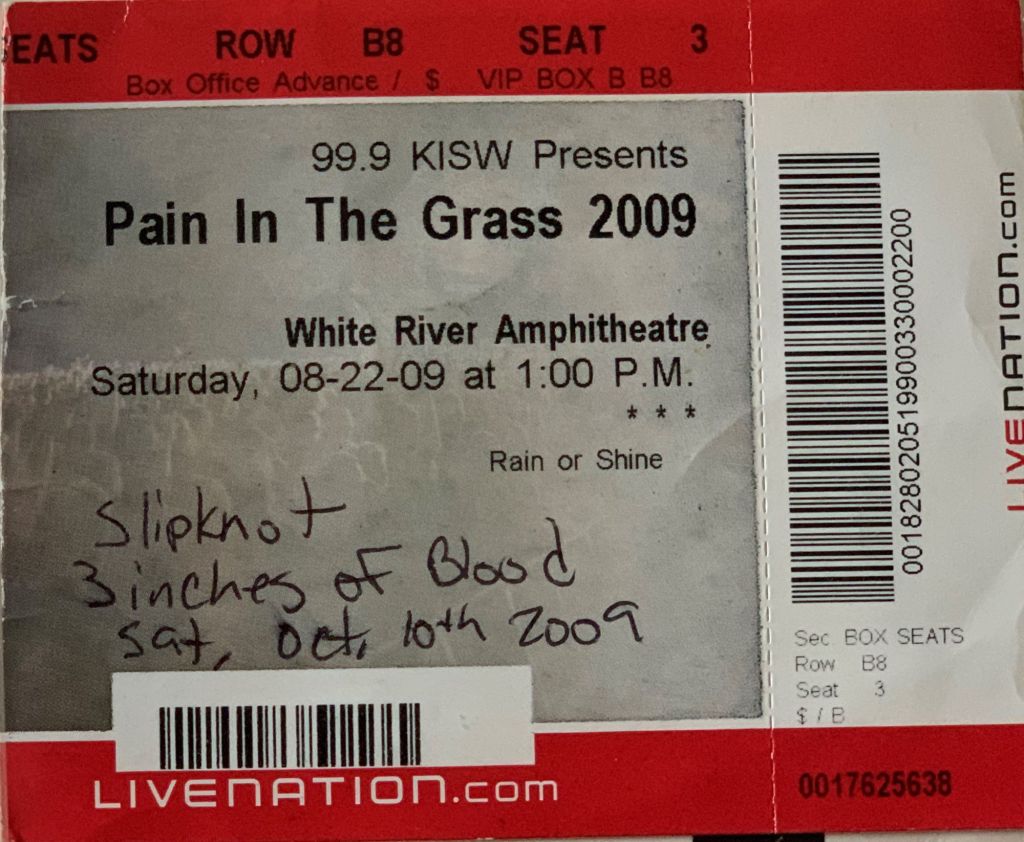 SEATS ROW B8 SEAT 3
Box Office Advance / $ VIP BOX B B8
99.9 KISW Presents
Pain In The Grass 2009
White River Amphitheatre
Saturday, 08-22-09 at 1:00 P.M.
* * *
Rain or Shine
Slipknot
3 inches of Blood
Sat, Oct, 10th 2009
LIVENATION.com
00182802051990330002200
LIVENATION.com
Sec BOX SEATS
Row B8
Seat 3
$ / B
0017625638